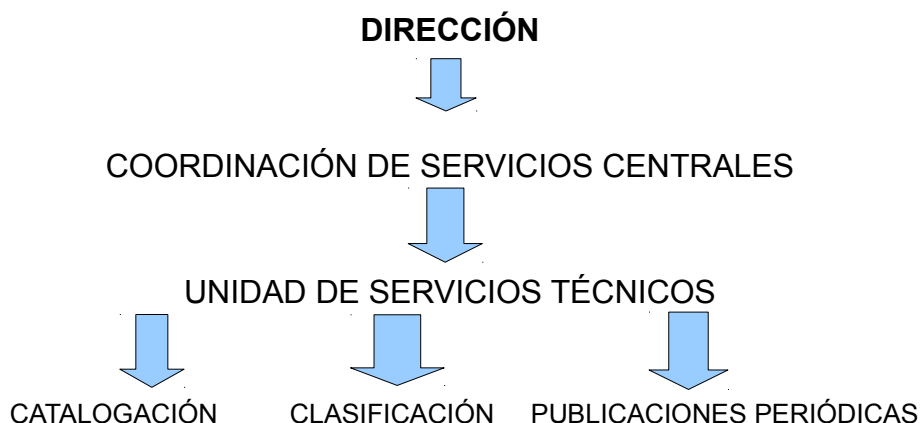 DIRECCIÓN
COORDINACIÓN DE SERVICIOS CENTRALES
UNIDAD DE SERVICIOS TÉCNICOS
CATALOGACIÓN CLASIFICACIÓN PUBLICACIONES PERIÓDICAS